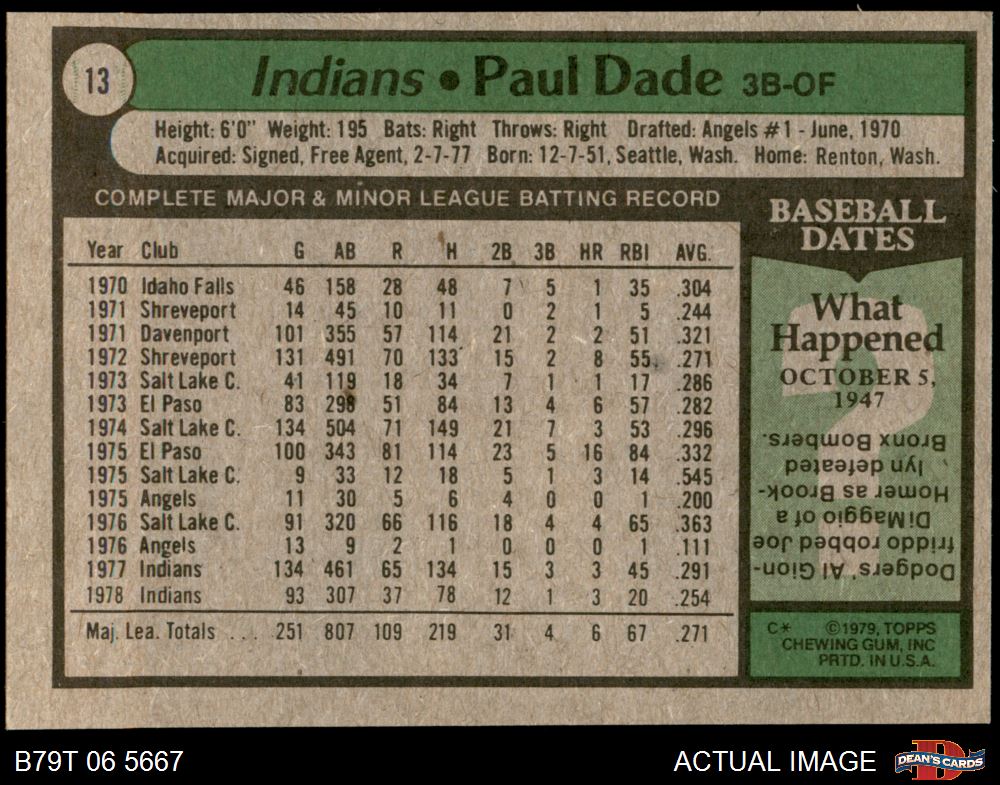 13
Indians • Paul Dade 3B-OF
Height: 6'0" Weight: 195 Bats: Right Throws: Right Drafted: Angels #1 - June, 1970
Acquired: Signed, Free Agent, 2-7-77 Born: 12-7-51, Seattle, Wash. Home: Renton, Wash.
COMPLETE MAJOR & MINOR LEAGUE BATTING RECORD
Year Club G AB R H 2B 3B HR RBI AVG.
1970 Idaho Falls 46 158 28 48 7 5 1 35 .304
1971 Shreveport 14 45 10 11 0 2 1 5 .244
1971 Davenport 101 355 57 114 21 2 2 51 .321
1972 Shreveport 131 491 70 133 15 2 8 55 .271
1973 Salt Lake C. 41 119 18 34 7 1 1 17 .286
1973 El Paso 83 298 51 84 13 4 6 57 .282
1974 Salt Lake C. 134 504 71 149 21 7 3 53 .296
1975 El Paso 100 343 81 114 23 5 16 84 .332
1975 Salt Lake C. 9 33 12 18 5 1 3 14 .545
1975 Angels 11 30 5 6 4 0 0 1 .200
1976 Salt Lake C. 91 320 66 116 18 4 4 65 .363
1976 Angels 13 9 2 1 0 0 0 1 .111
1977 Indians 134 461 65 134 15 3 3 45 .291
1978 Indians 93 307 37 78 12 1 3 20 .254
Maj. Lea. Totals ... 251 807 109 219 31 4 6 67 .271
BASEBALL
DATES
What
Happened
OCTOBER 5,
1947
?
Dodgers' Al Gion-
friddo robbed Joe
DiMaggio of a
Homer as Brook-
lyn defeated
Bronx Bombers.
C* ©1979, TOPPS
CHEWING GUM, INC
PRTD. IN U.S.A.
B79T 06 5667
ACTUAL IMAGE
DEAN'S CARDS